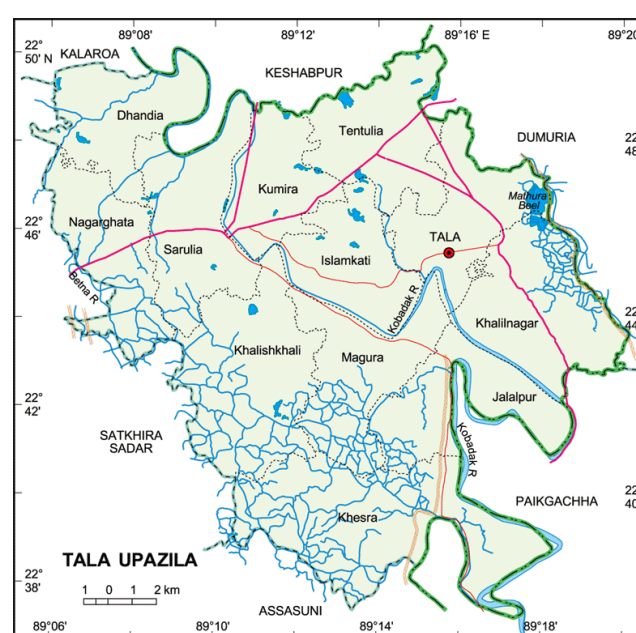 89°08'
89°12'
89°16' E
89°20
22°
50' N
KALAROA
KESHABPUR
Dhandia
Tentulia
DUMURIA
22
48
Kumira
Mathura
Beel
Nagarghata
22°
46'
Sarulia
TALA
Islamkati
Betna R
Kobadak R
22
44
Khalilnagar
Khalishkhali
Magura
Jalalpur
22°
42'
SATKHIRA
SADAR
Kobadak R
22
40
PAIKGACHHA
Khesra
TALA UPAZILA
22°
38'
1 0 1 2 km
ASSASUNI
89°06'
89°10'
89°14'
89°18'